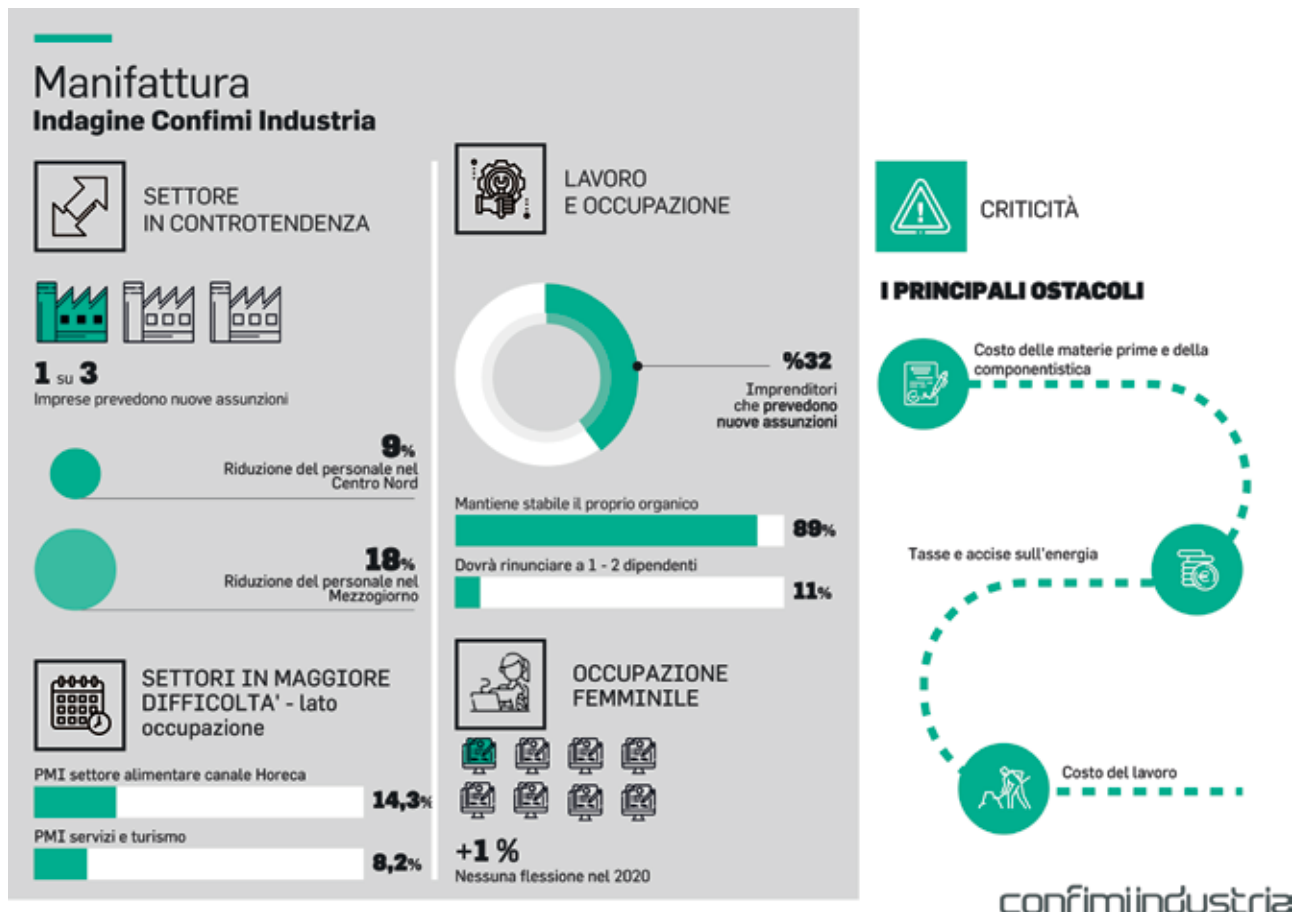 Manifattura
Indagine Confimi Industria
SETTORE
IN CONTROTENDENZA
1 su 3
Imprese prevedono nuove assunzioni
9%
Riduzione del personale nel
Centro Nord
18%
Riduzione del personale nel
Mezzogiorno
SETTORI IN MAGGIORE
DIFFICOLTA' - lato
occupazione
PMI settore alimentare canale Horeca
14,3%
PMI servizi e turismo
8,2%
LAVORO
E OCCUPAZIONE
%32
Imprenditori
che prevedono
nuove assunzioni
Mantiene stabile il proprio organico
89%
Dovrà rinunciare a 1 - 2 dipendenti
11%
OCCUPAZIONE
FEMMINILE
+1 %
Nessuna flessione nel 2020
CRITICITÀ
I PRINCIPALI OSTACOLI
Costo delle materie prime e della
componentistica
Tasse e accise sull'energia
Costo del lavoro
confimiindustria